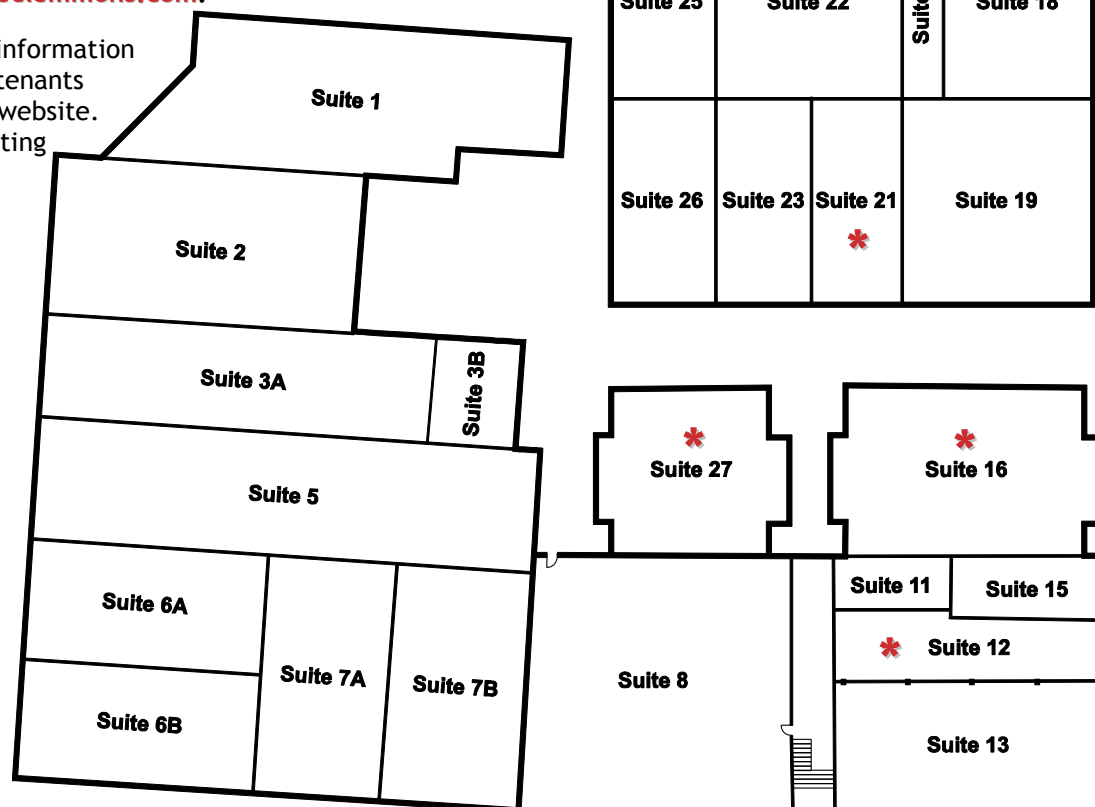 information
tenants
website.
Suite 1
Suite 2
Suite 3A
Suite 3B
Suite 5
Suite 6A
Suite 6B
Suite 7A
Suite 7B
Suite 25
Suite 22
Suite
Suite 18
Suite 26
Suite 23
Suite 21
*
Suite 19
*
Suite 27
*
Suite 16
Suite 11
Suite 15
* Suite 12
Suite 8
Suite 13